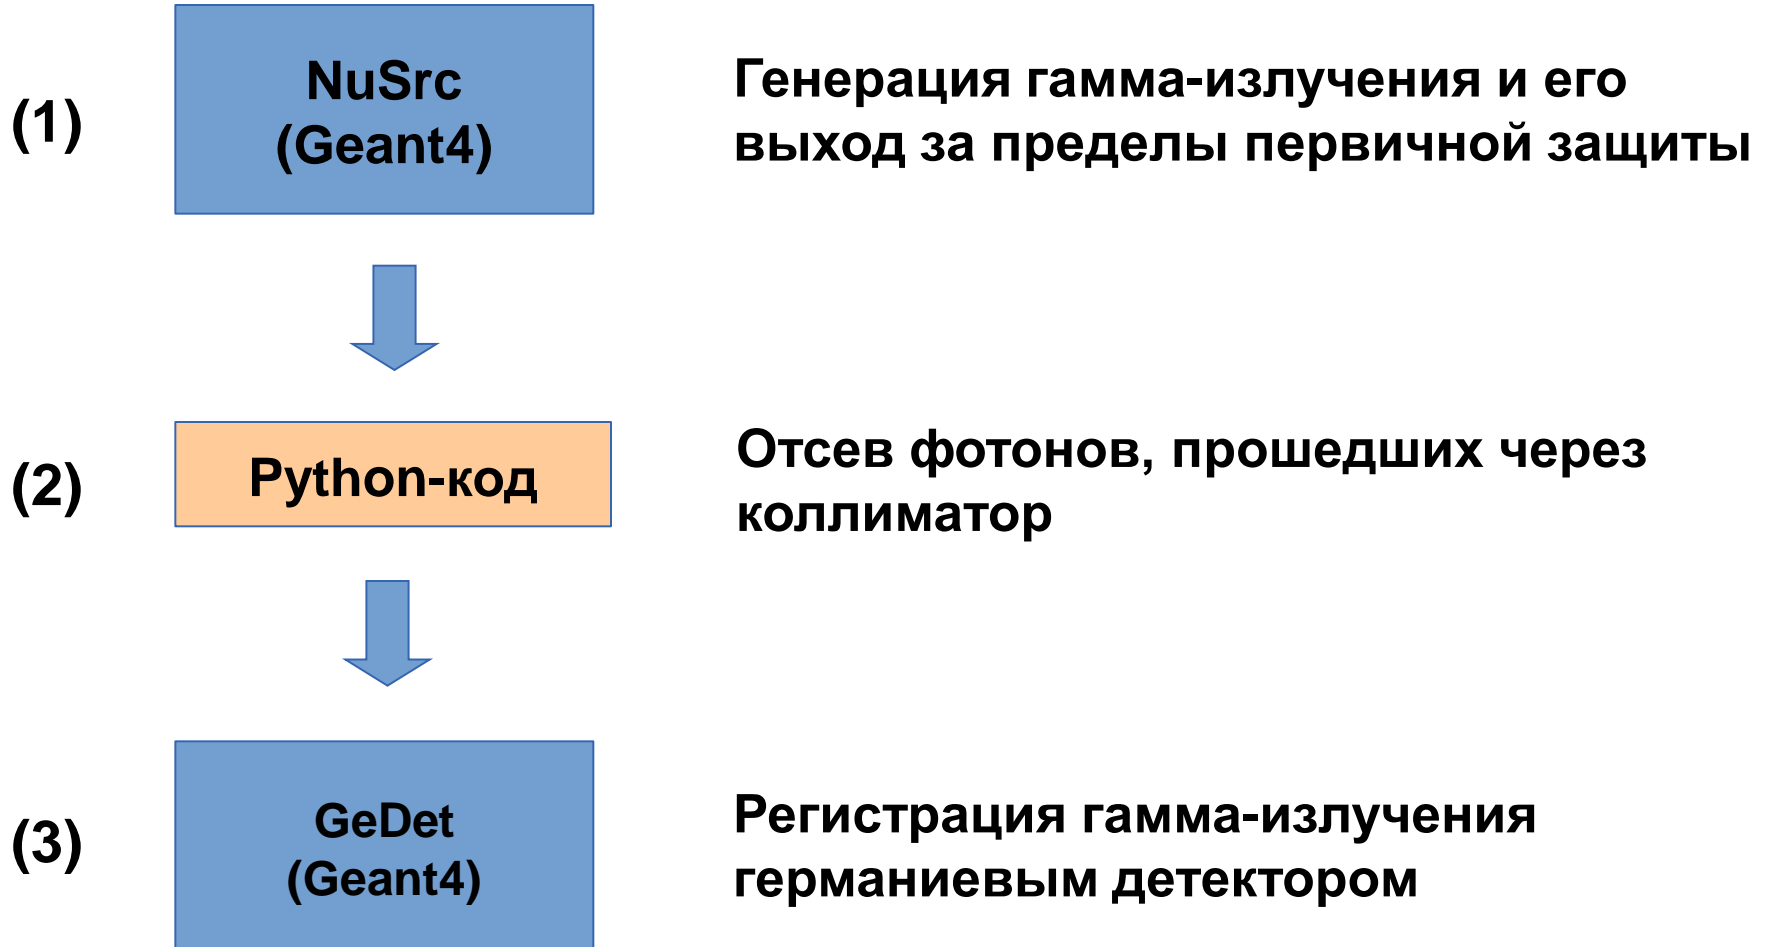 (1)
NuSrc
(Geant4)
Генерация гамма-излучения и его
выход за пределы первичной защиты
(2)
Python-код
Отсев фотонов, прошедших через
коллиматор
(3)
GeDet
(Geant4)
Регистрация гамма-излучения
германиевым детектором